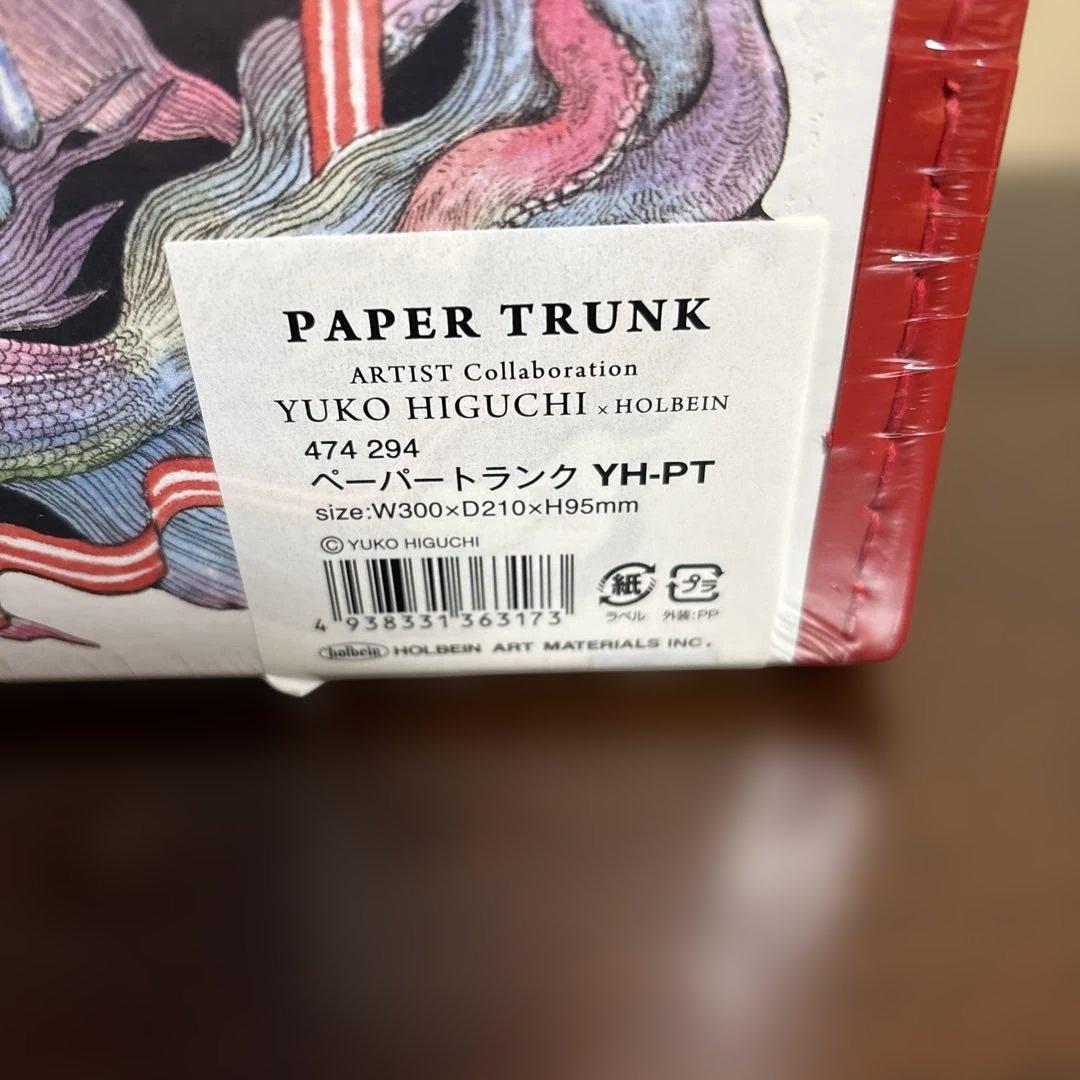 PAPER TRUNK
ARTIST Collaboration
YUKO HIGUCHI × HOLBEIN
474 294
ペーパートランク YH-PT
size:W300×D210×H95mm
© YUKO HIGUCHI
4 938331 363173
紙 プラ
ラベル 外装:PP
holbein HOLBEIN ART MATERIALS INC.